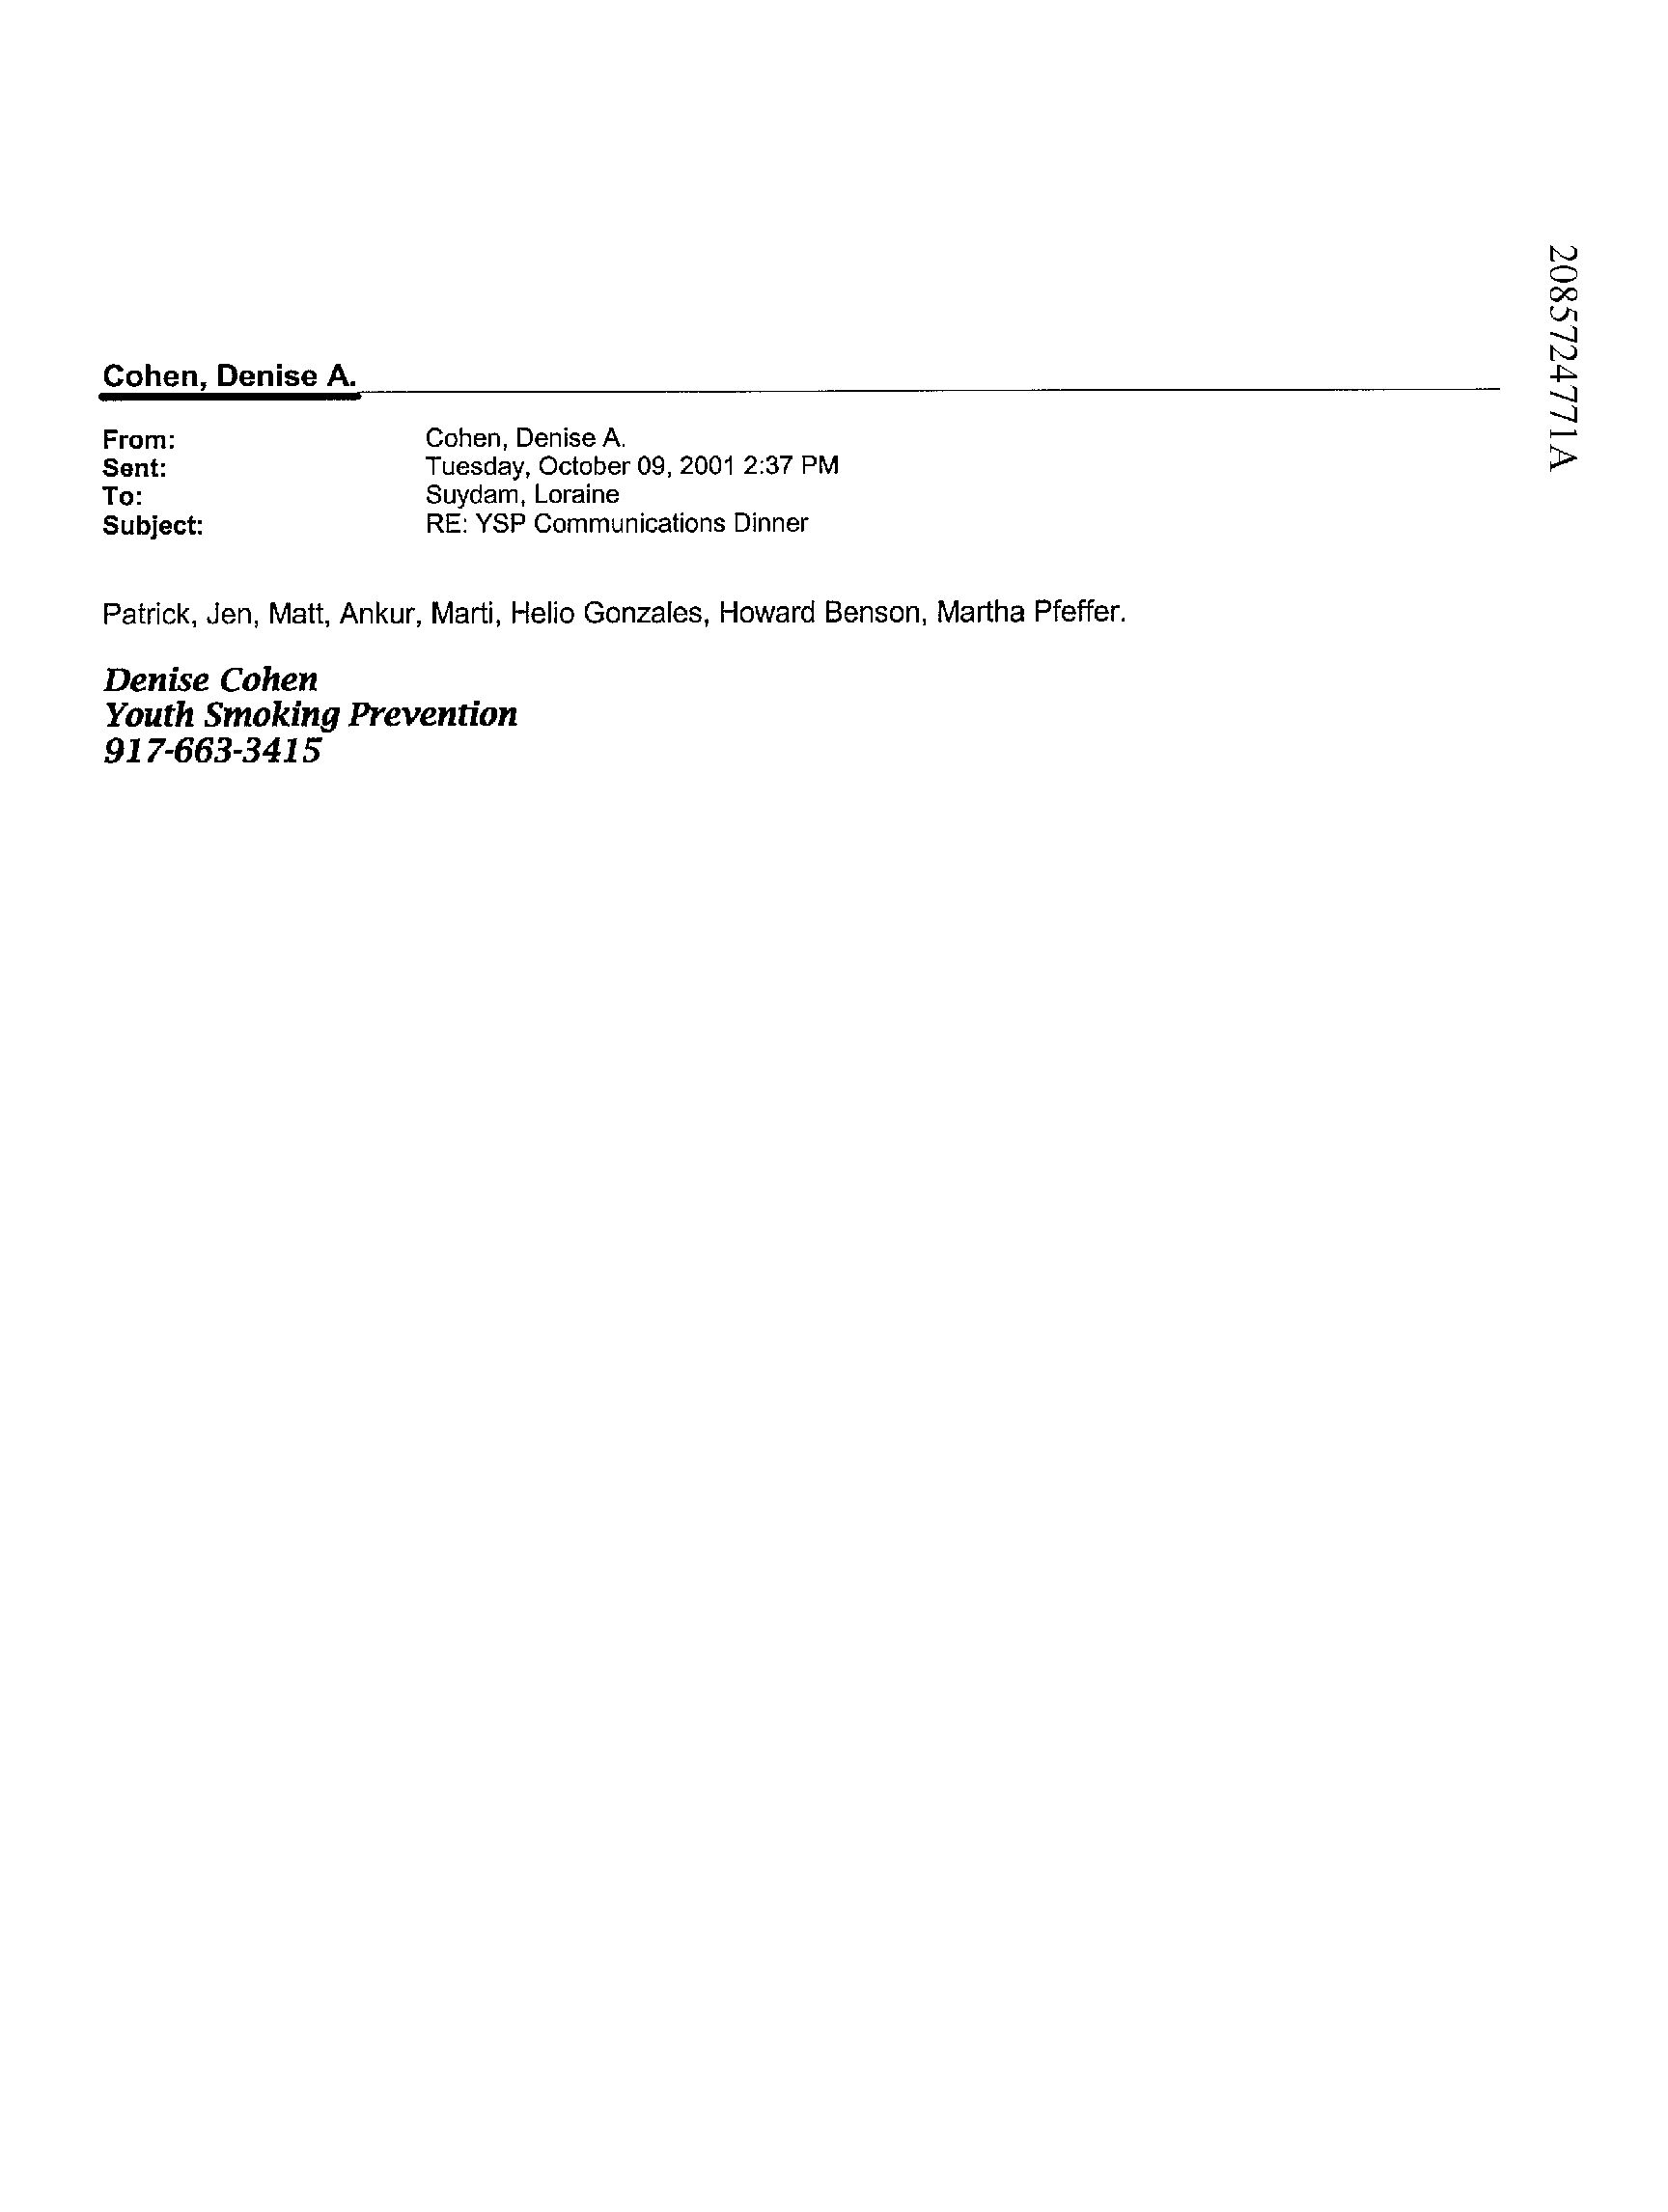 2085724771A
Cohen, Denise A.
From: Cohen, Denise A.
Sent: Tuesday, October 09, 2001 2:37 PM
To: Suydam, Loraine
Subject: RE: YSP Communications Dinner
Patrick, Jen, Matt, Ankur, Marti, Helio Gonzales, Howard Benson, Martha Pfeffer.
Denise Cohen
Youth Smoking Prevention
917-663-3415